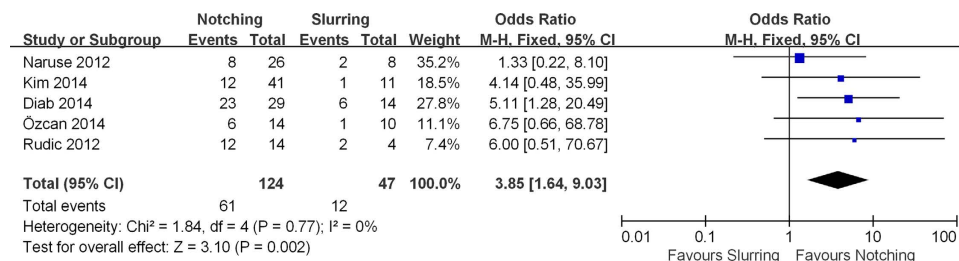 Notching Slurring Odds Ratio Odds Ratio
Study or Subgroup Events Total Events Total Weight M-H, Fixed, 95% CI M-H, Fixed, 95% CI
Naruse 2012 8 26 2 8 35.2% 1.33 [0.22, 8.10]
Kim 2014 12 41 1 11 18.5% 4.14 [0.48, 35.99]
Diab 2014 23 29 6 14 27.8% 5.11 [1.28, 20.49]
Özcan 2014 6 14 1 10 11.1% 6.75 [0.66, 68.78]
Rudic 2012 12 14 2 4 7.4% 6.00 [0.51, 70.67]
Total (95% CI) 124 47 100.0% 3.85 [1.64, 9.03]
Total events 61 12
Heterogeneity: Chi² = 1.84, df = 4 (P = 0.77); I² = 0%
Test for overall effect: Z = 3.10 (P = 0.002)
0.01 0.1 1 10 100
Favours Slurring Favours Notching